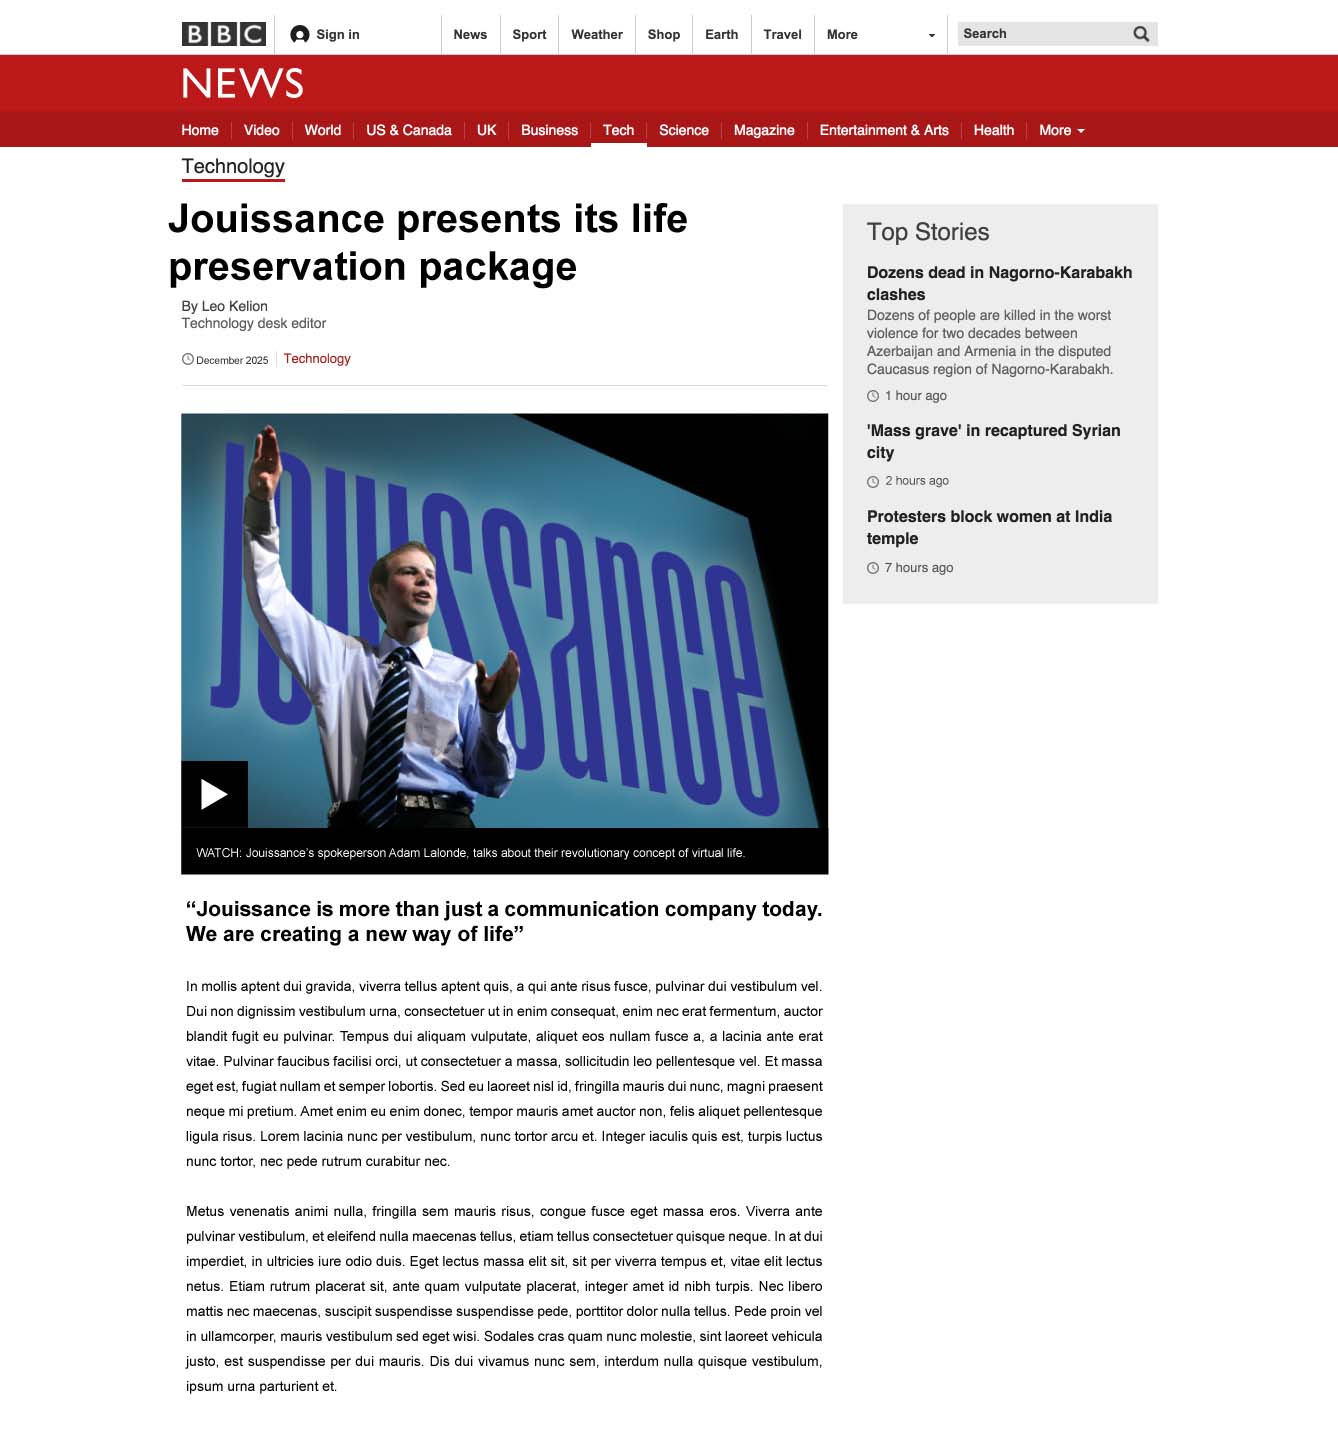 BBC
Sign in
News
Sport
Weather
Shop
Earth
Travel
More
Search
NEWS
Home
Video
World
US & Canada
UK
Business
Tech
Science
Magazine
Entertainment & Arts
Health
More
Technology
Jouissance presents its life
preservation package
By Leo Kelion
Technology desk editor
December 2025
Technology
Jouissance
WATCH: Jouissance's spokeperson Adam Lalonde, talks about their revolutionary concept of virtual life.
“Jouissance is more than just a communication company today.
We are creating a new way of life”
In mollis aptent dui gravida, viverra tellus aptent quis, a qui ante risus fusce, pulvinar dui vestibulum vel.
Dui non dignissim vestibulum urna, consectetuer ut in enim consequat, enim nec erat fermentum, auctor
blandit fugit eu pulvinar. Tempus dui aliquam vulputate, aliquet eos nullam fusce a, a lacinia ante erat
vitae. Pulvinar faucibus facilisi orci, ut consectetuer a massa, sollicitudin leo pellentesque vel. Et massa
eget est, fugiat nullam et semper lobortis. Sed eu laoreet nisl id, fringilla mauris dui nunc, magni praesent
neque mi pretium. Amet enim eu enim donec, tempor mauris amet auctor non, felis aliquet pellentesque
ligula risus. Lorem lacinia nunc per vestibulum, nunc tortor arcu et. Integer iaculis quis est, turpis luctus
nunc tortor, nec pede rutrum curabitur nec.
Metus venenatis animi nulla, fringilla sem mauris risus, congue fusce eget massa eros. Viverra ante
pulvinar vestibulum, et eleifend nulla maecenas tellus, etiam tellus consectetuer quisque neque. In at dui
imperdiet, in ultricies iure odio duis. Eget lectus massa elit sit, sit per viverra tempus et, vitae elit lectus
netus. Etiam rutrum placerat sit, ante quam vulputate placerat, integer amet id nibh turpis. Nec libero
mattis nec maecenas, suscipit suspendisse suspendisse pede, porttitor dolor nulla tellus. Pede proin vel
in ullamcorper, mauris vestibulum sed eget wisi. Sodales cras quam nunc molestie, sint laoreet vehicula
justo, est suspendisse per dui mauris. Dis dui vivamus nunc sem, interdum nulla quisque vestibulum,
ipsum urna parturient et.
Top Stories
Dozens dead in Nagorno-Karabakh
clashes
Dozens of people are killed in the worst
violence for two decades between
Azerbaijan and Armenia in the disputed
Caucasus region of Nagorno-Karabakh.
1 hour ago
'Mass grave' in recaptured Syrian
city
2 hours ago
Protesters block women at India
temple
7 hours ago